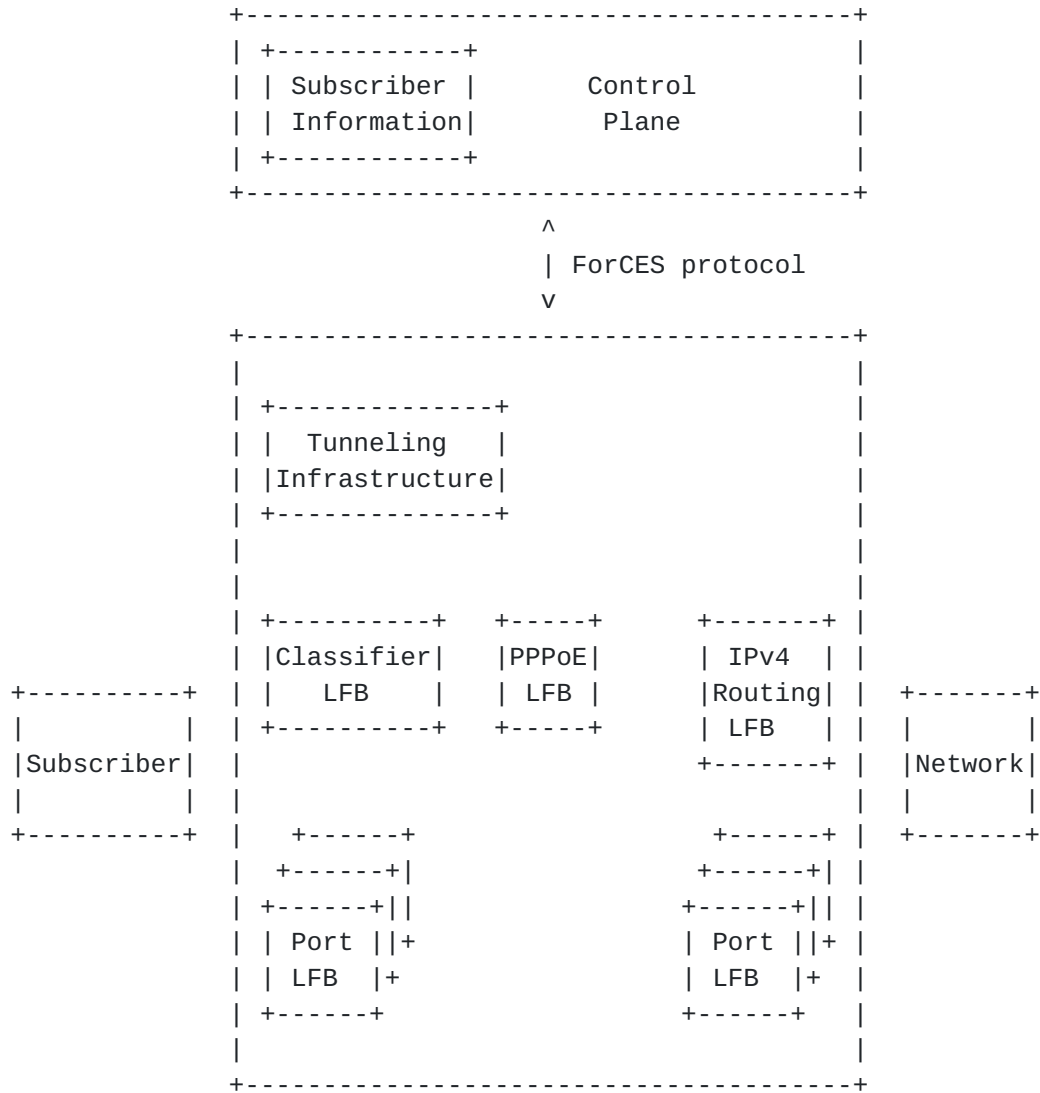 Subscriber Control
Information Plane
ForCES protocol
Tunneling
Infrastructure
Classifier PPPoE IPv4
LFB LFB Routing
LFB
Subscriber Network
Port Port
LFB LFB